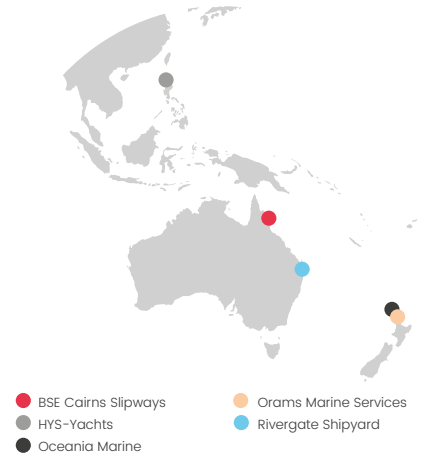 BSE Cairns Slipways
HYS-Yachts
Oceania Marine
Orams Marine Services
Rivergate Shipyard